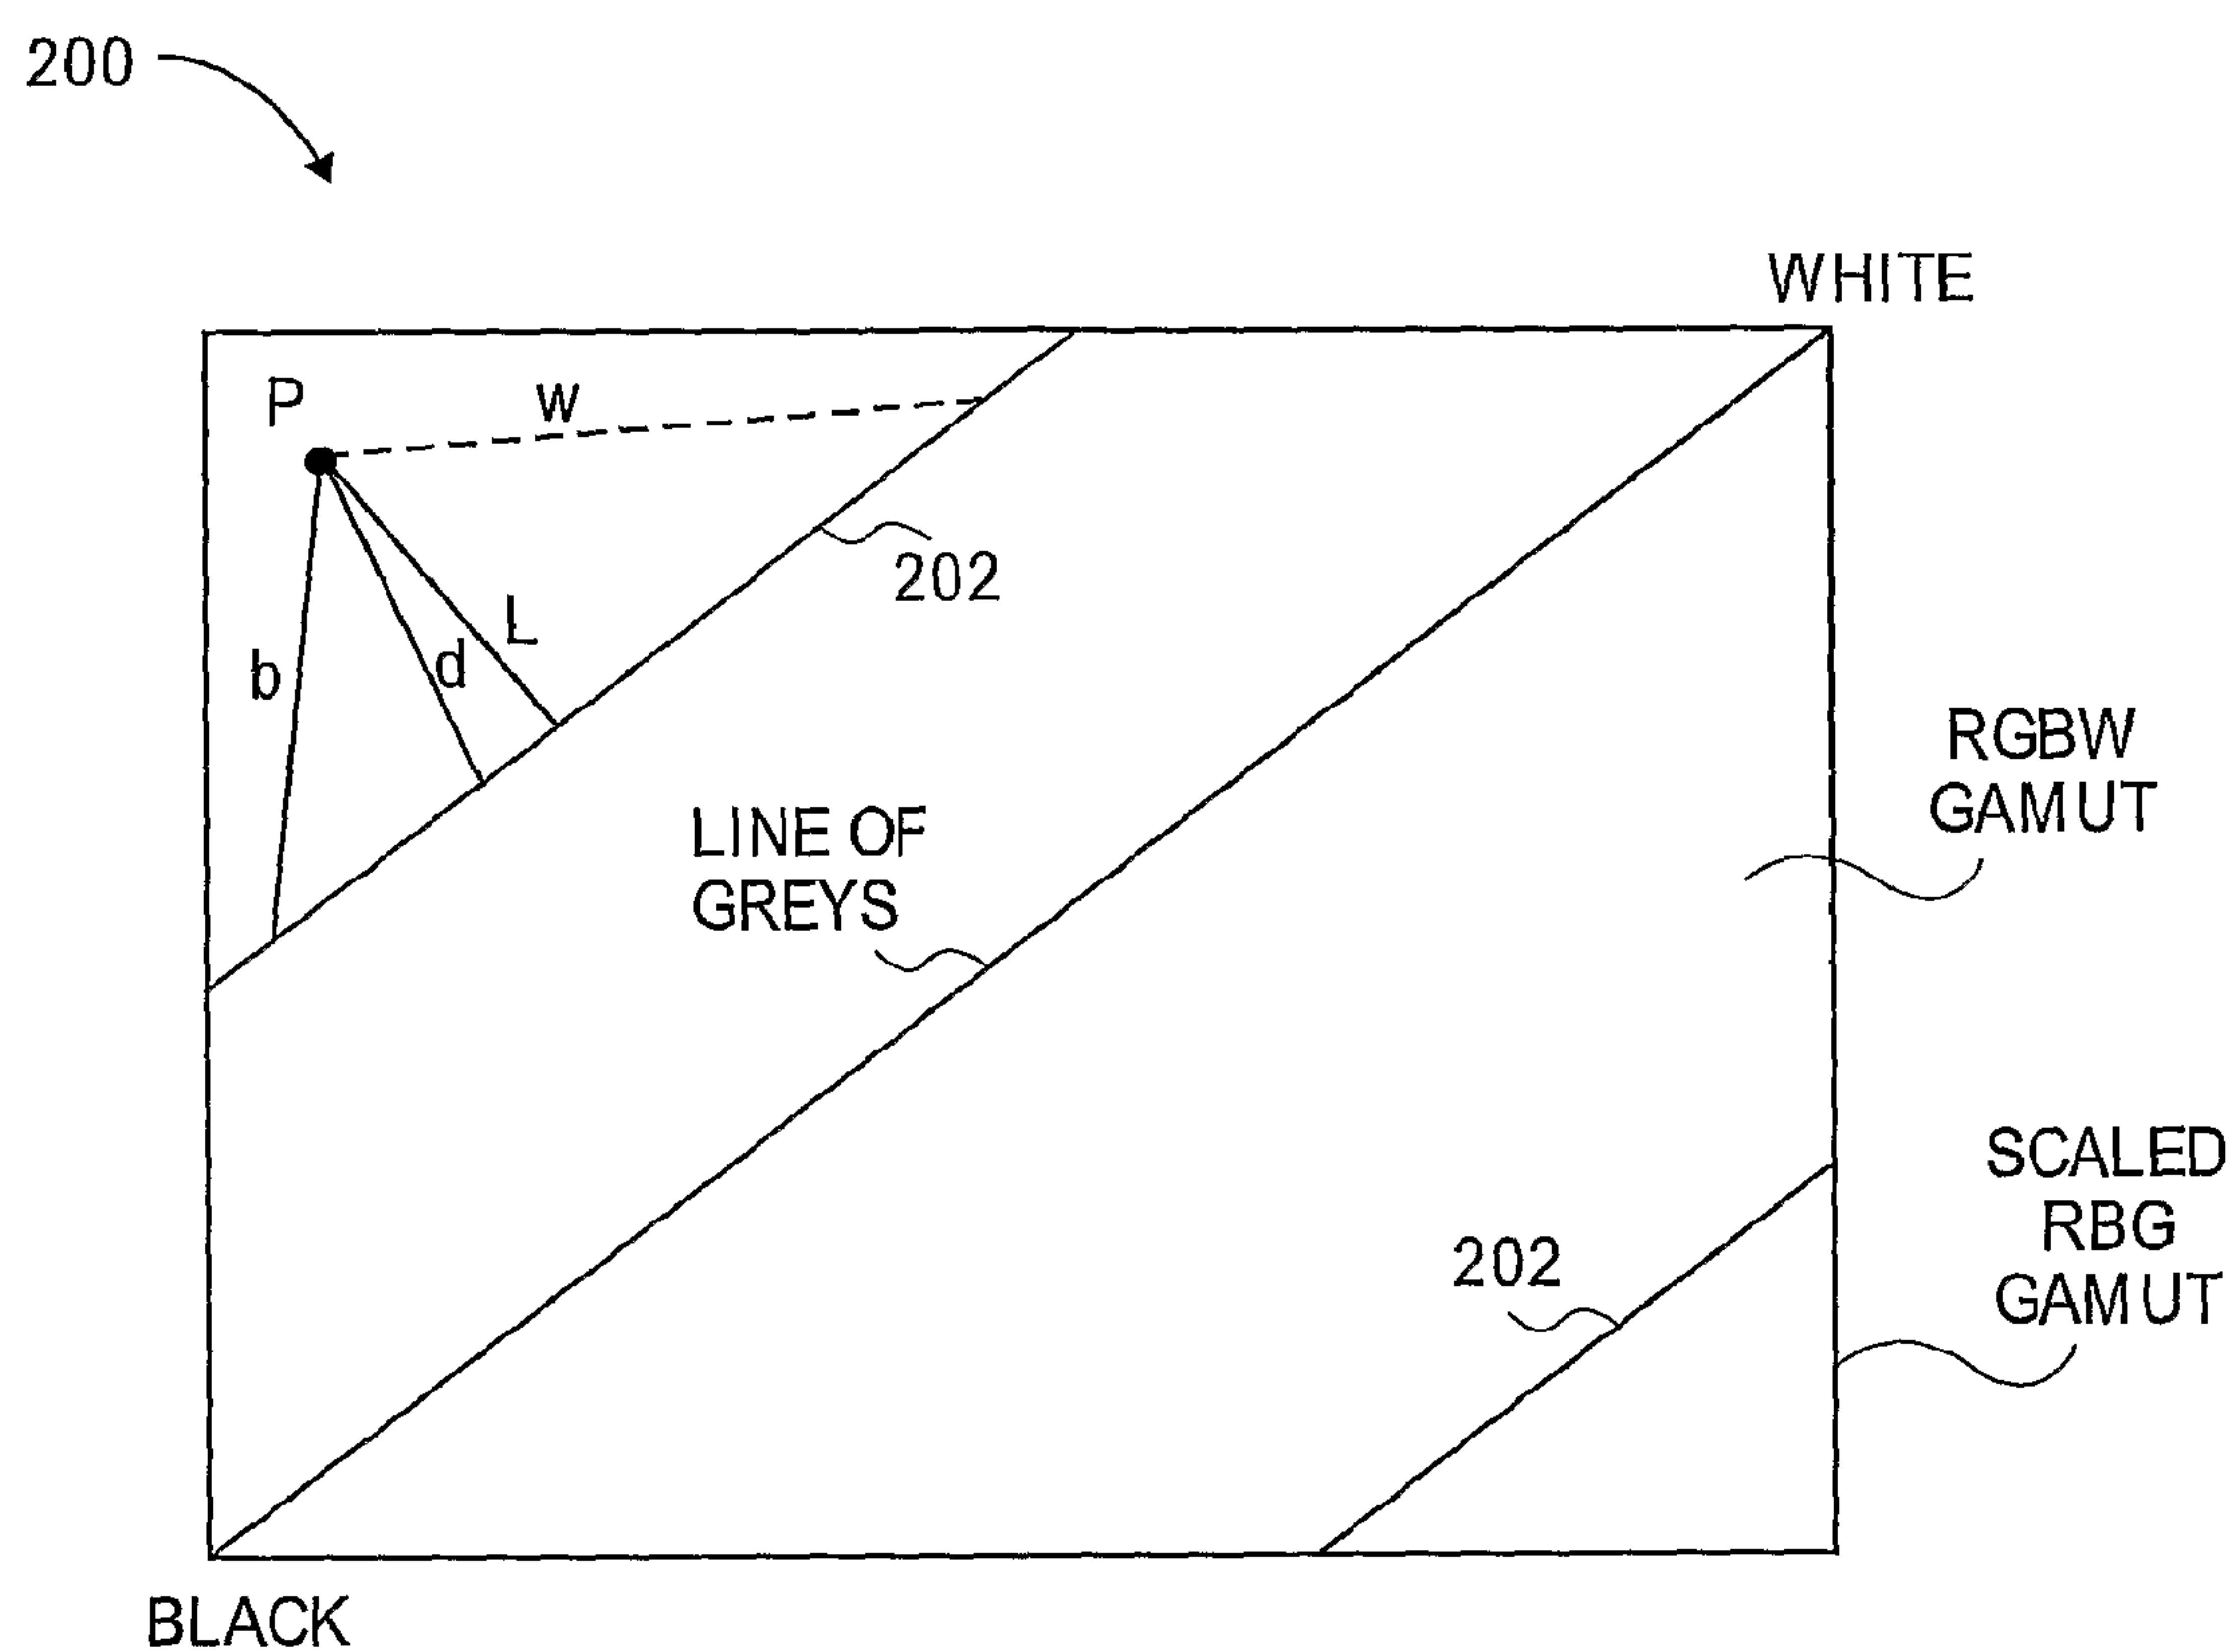 200
WHITE
P
w
202
L
d
b
RGBW
GAMUT
LINE OF
GREYS
SCALED
RBG
GAMUT
202
BLACK